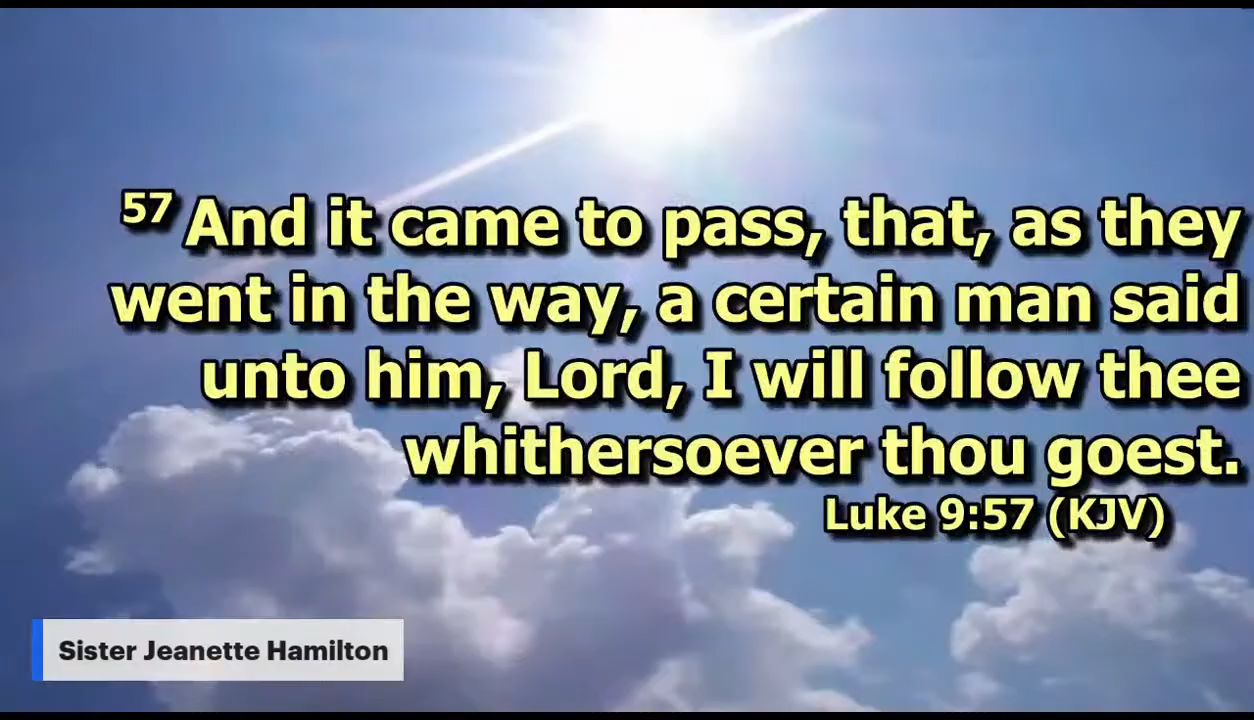 57 And it came to pass, that, as they
went in the way, a certain man said
unto him, Lord, I will follow thee
whithersoever thou goest.
Luke 9:57 (KJV)
Sister Jeanette Hamilton